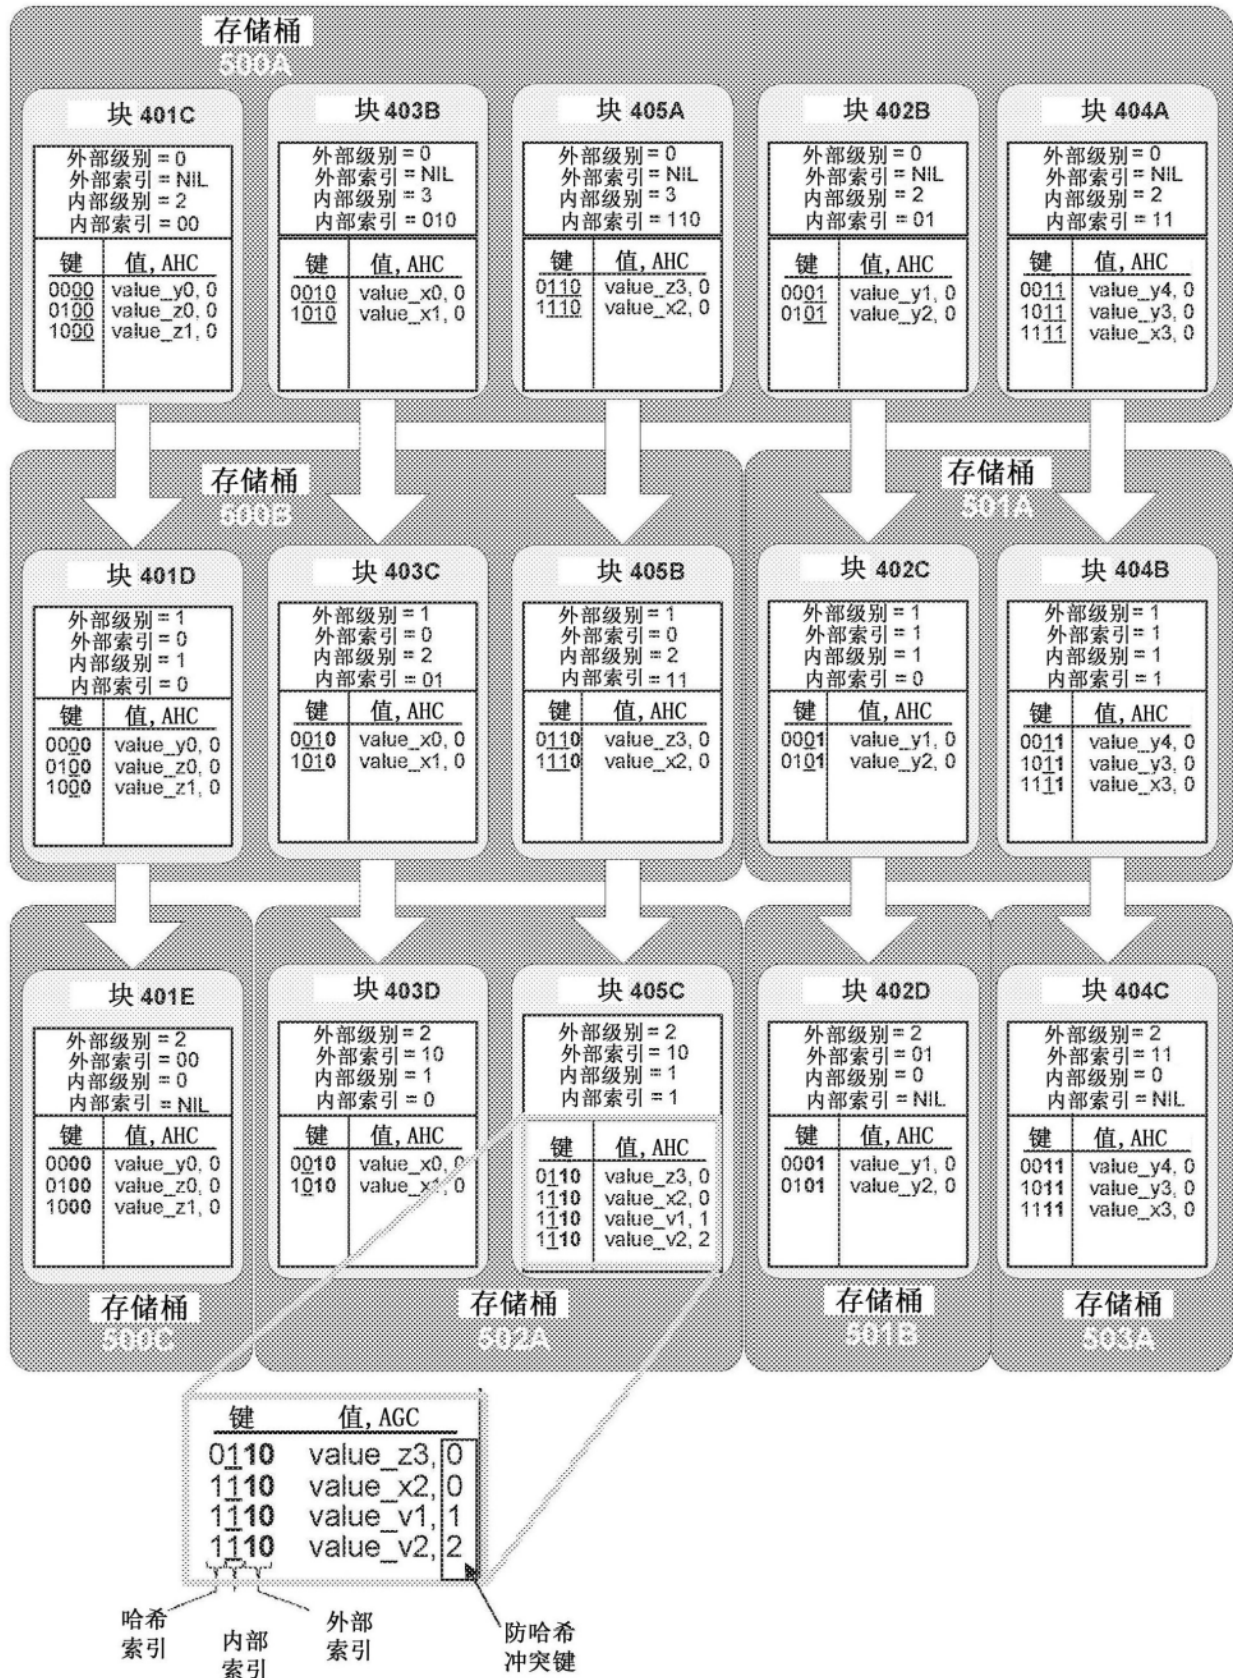 存储桶
500A
块 401C
外部级别 = 0
外部索引 = NIL
内部级别 = 2
内部索引 = 00
键 值, AHC
0000 value_y0, 0
0100 value_z0, 0
1000 value_z1, 0
块 403B
外部级别 = 0
外部索引 = NIL
内部级别 = 3
内部索引 = 010
键 值, AHC
0010 value_x0, 0
1010 value_x1, 0
块 405A
外部级别 = 0
外部索引 = NIL
内部级别 = 3
内部索引 = 110
键 值, AHC
0110 value_z3, 0
1110 value_x2, 0
块 402B
外部级别 = 0
外部索引 = NIL
内部级别 = 2
内部索引 = 01
键 值, AHC
0001 value_y1, 0
0101 value_y2, 0
块 404A
外部级别 = 0
外部索引 = NIL
内部级别 = 2
内部索引 = 11
键 值, AHC
0011 value_y4, 0
1011 value_y3, 0
1111 value_x3, 0
存储桶
500B
块 401D
外部级别 = 1
外部索引 = 0
内部级别 = 1
内部索引 = 0
键 值, AHC
0000 value_y0, 0
0100 value_z0, 0
1000 value_z1, 0
块 403C
外部级别 = 1
外部索引 = 0
内部级别 = 2
内部索引 = 01
键 值, AHC
0010 value_x0, 0
1010 value_x1, 0
块 405B
外部级别 = 1
外部索引 = 0
内部级别 = 2
内部索引 = 11
键 值, AHC
0110 value_z3, 0
1110 value_x2, 0
存储桶
501A
块 402C
外部级别 = 1
外部索引 = 1
内部级别 = 1
内部索引 = 0
键 值, AHC
0001 value_y1, 0
0101 value_y2, 0
块 404B
外部级别 = 1
外部索引 = 1
内部级别 = 1
内部索引 = 1
键 值, AHC
0011 value_y4, 0
1011 value_y3, 0
1111 value_x3, 0
块 401E
外部级别 = 2
外部索引 = 00
内部级别 = 0
内部索引 = NIL
键 值, AHC
0000 value_y0, 0
0100 value_z0, 0
1000 value_z1, 0
存储桶
500C
块 403D
外部级别 = 2
外部索引 = 10
内部级别 = 1
内部索引 = 0
键 值, AHC
0010 value_x0, 0
1010 value_x1, 0
块 405C
外部级别 = 2
外部索引 = 10
内部级别 = 1
内部索引 = 1
键 值, AHC
0110 value_z3, 0
1110 value_x2, 0
1110 value_v1, 1
1110 value_v2, 2
存储桶
502A
块 402D
外部级别 = 2
外部索引 = 01
内部级别 = 0
内部索引 = NIL
键 值, AHC
0001 value_y1, 0
0101 value_y2, 0
存储桶
501B
块 404C
外部级别 = 2
外部索引 = 11
内部级别 = 0
内部索引 = NIL
键 值, AHC
0011 value_y4, 0
1011 value_y3, 0
1111 value_x3, 0
存储桶
503A
键 值, AGC
0110 value_z3, 0
1110 value_x2, 0
1110 value_v1, 1
1110 value_v2, 2
哈希
索引
内部
索引
外部
索引
防哈希
冲突键